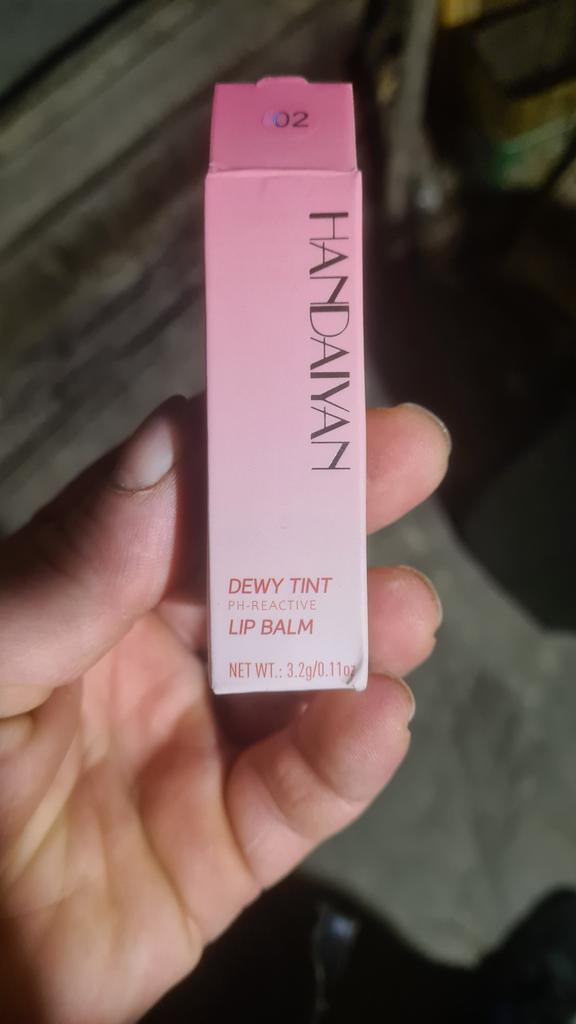 02
HANDAIYAN
DEWY TINT
PH-REACTIVE
LIP BALM
NET WT.: 3.2g/0.11oz